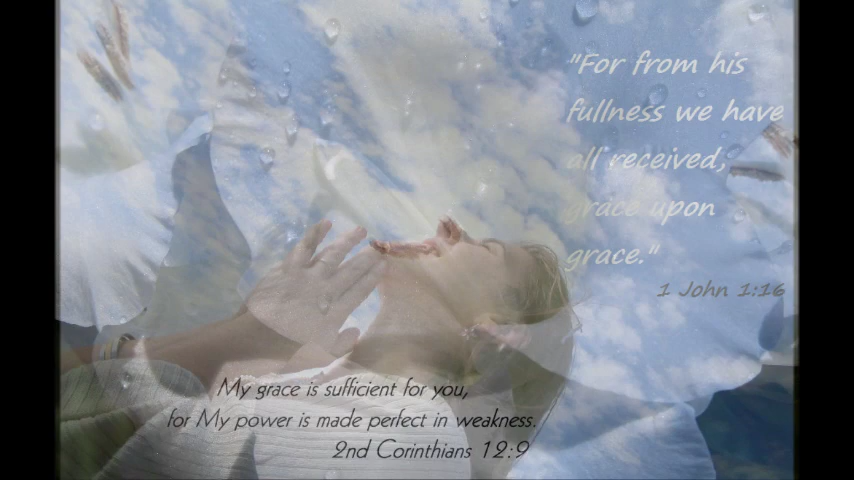 "For from his
fullness we have
all received,
grace upon
grace."
1 John 1:16
My grace is sufficient for you,
for My power is made perfect in weakness.
2nd Corinthians 12:9